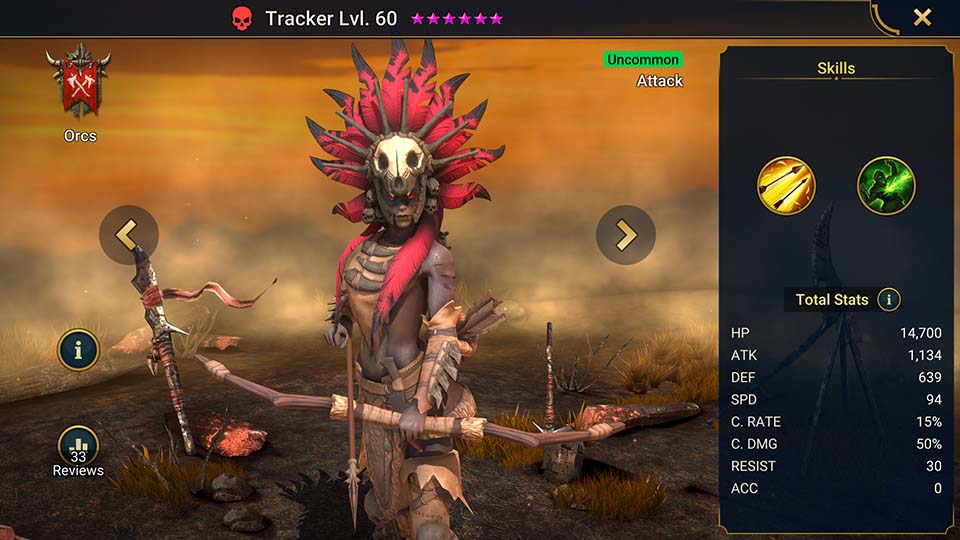 Tracker Lvl. 60
Orcs
Uncommon
Attack
Skills
i
33
Reviews
Total Stats i
HP 14,700
ATK 1,134
DEF 639
SPD 94
C. RATE 15%
C. DMG 50%
RESIST 30
ACC 0